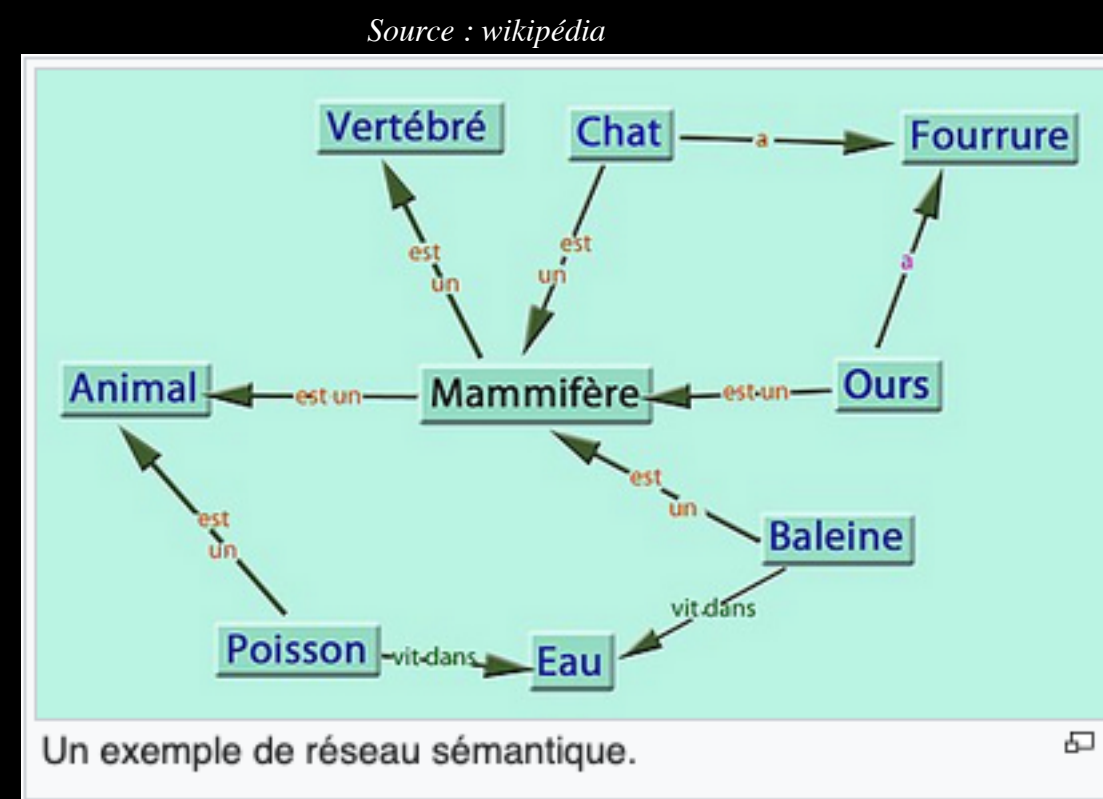 Source : wikipédia
Vertébré
Chat
a
Fourrure
est
un
est
un
a
Animal
est un
Mammifère
est un
Ours
est
un
est
un
Baleine
vit dans
Poisson
vit dans
Eau
Un exemple de réseau sémantique.